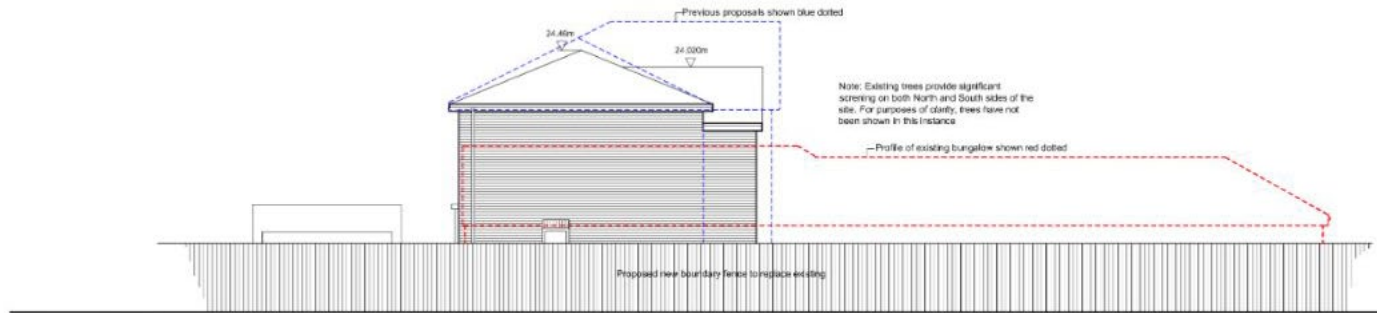 Previous proposals shown blue dotted
24.46m
24.020m
Note: Existing trees provide significant
screning on both North and South sides of the
site. For purposes of clarity, trees have not
been shown in this instance
Profile of existing bungalow shown red dotted
Proposed new boundary fence to replace existing